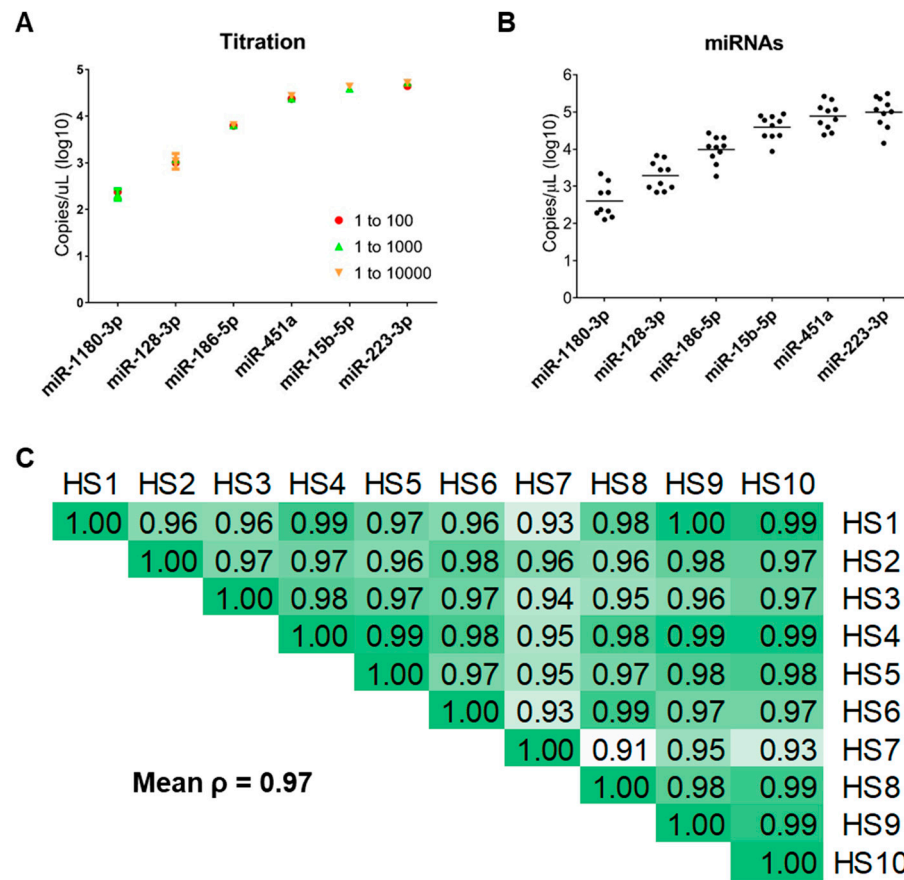 A
Titration
Copies/uL (log10)
5
4
3
2
1
0
1 to 100
1 to 1000
1 to 10000
miR-1180-3p
miR-128-3p
miR-186-5p
miR-451a
miR-15b-5p
miR-223-3p
B
miRNAs
Copies/μL (log10)
6
5
4
3
2
1
0
miR-1180-3p
miR-128-3p
miR-186-5p
miR-15b-5p
miR-451a
miR-223-3p
C
HS1 HS2 HS3 HS4 HS5 HS6 HS7 HS8 HS9 HS10
1.00 0.96 0.96 0.99 0.97 0.96 0.93 0.98 1.00 0.99 HS1
1.00 0.97 0.97 0.96 0.98 0.96 0.96 0.98 0.97 HS2
1.00 0.98 0.97 0.97 0.94 0.95 0.96 0.97 HS3
1.00 0.99 0.98 0.95 0.98 0.99 0.99 HS4
1.00 0.97 0.95 0.97 0.98 0.98 HS5
1.00 0.93 0.99 0.97 0.97 HS6
1.00 0.91 0.95 0.93 HS7
Mean ρ = 0.97
1.00 0.98 0.99 HS8
1.00 0.99 HS9
1.00 HS10